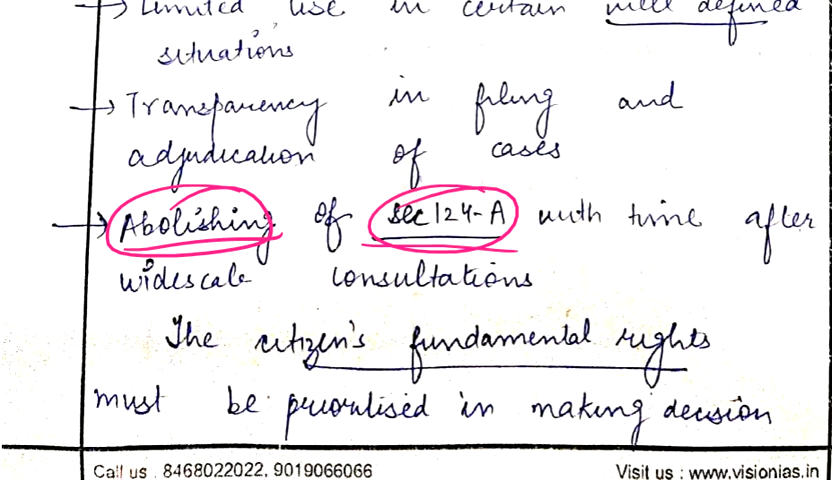 → Limited use in certain well defined
situations
→ Transparency in filing and
adjudication of cases
→ Abolishing of sec 124-A with time after
widescale consultations
The citizen's fundamental rights
must be prioritised in making decision
Call us : 8468022022, 9019066066 Visit us : www.visionias.in